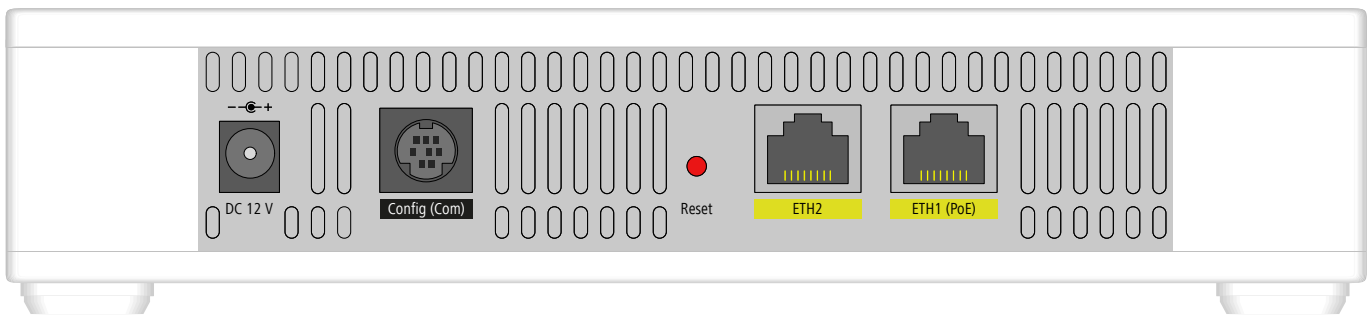 DC 12 V
Config (Com)
Reset
ETH2
ETH1 (PoE)